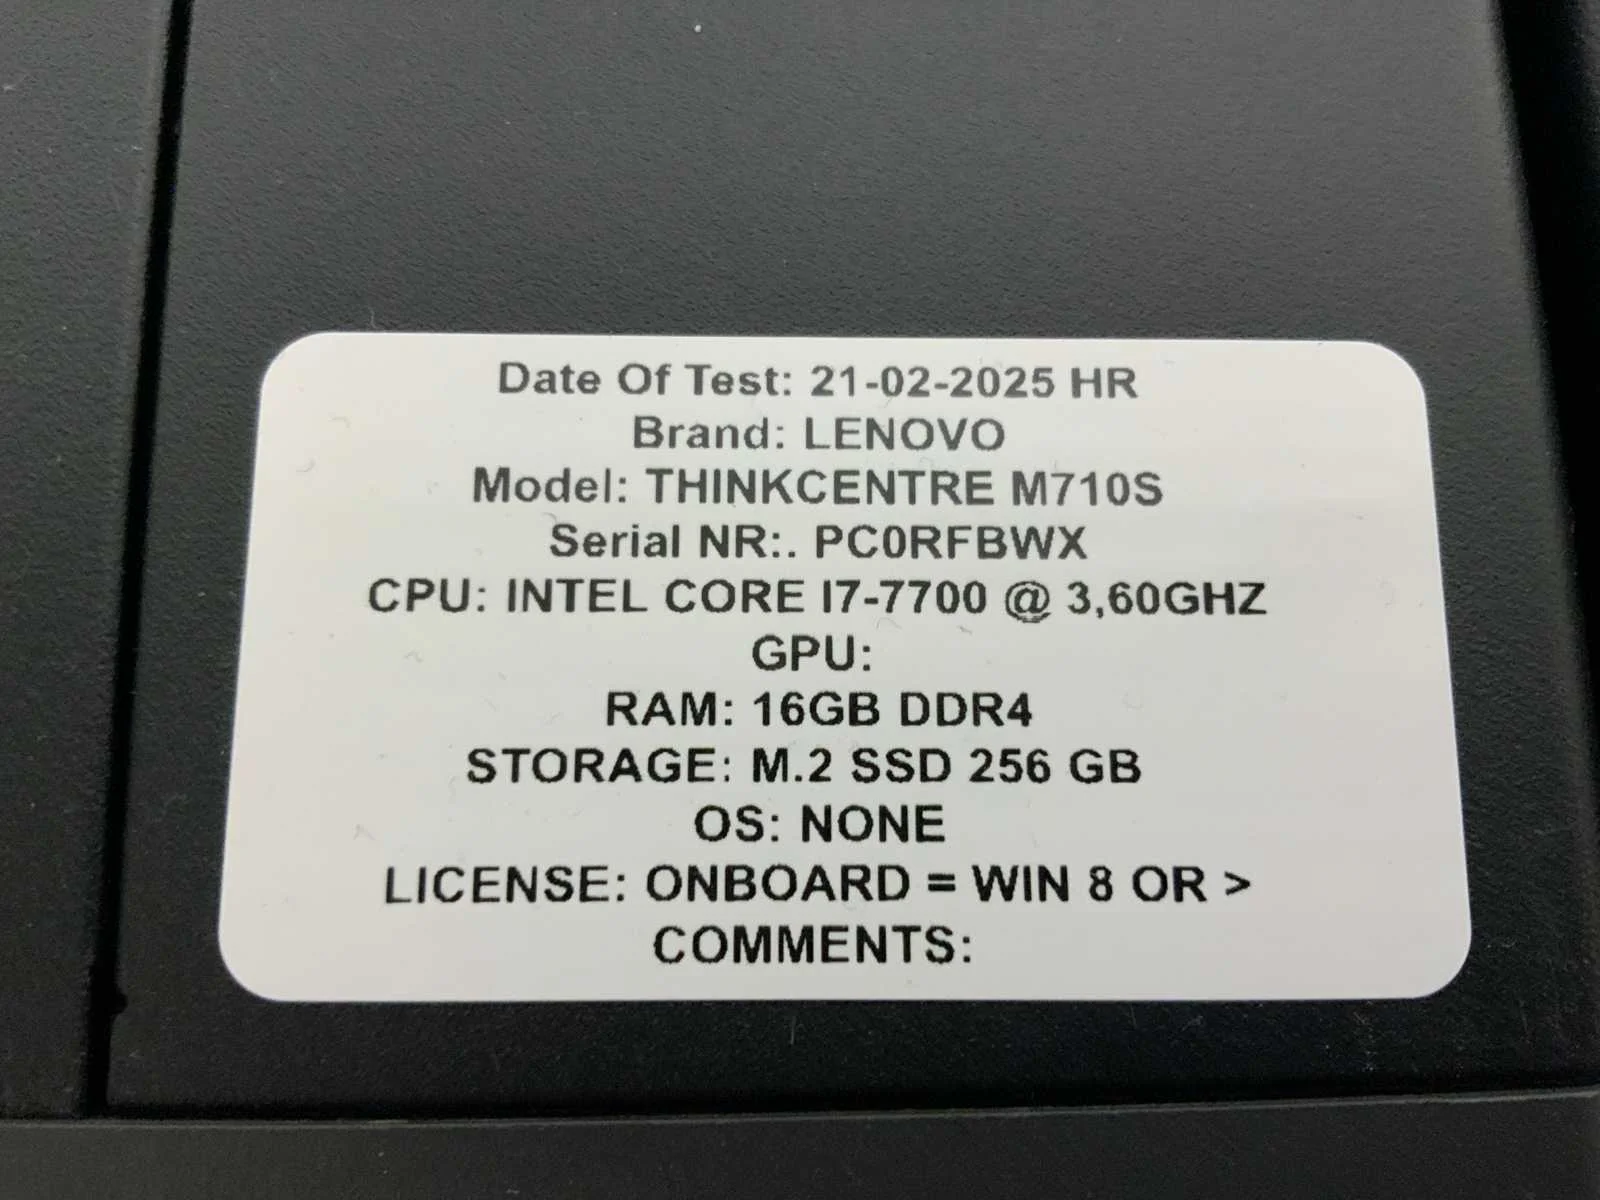 Date Of Test: 21-02-2025 HR
Brand: LENOVO
Model: THINKCENTRE M710S
Serial NR:. PC0RFBWX
CPU: INTEL CORE I7-7700 @ 3,60GHZ
GPU:
RAM: 16GB DDR4
STORAGE: M.2 SSD 256 GB
OS: NONE
LICENSE: ONBOARD = WIN 8 OR >
COMMENTS: